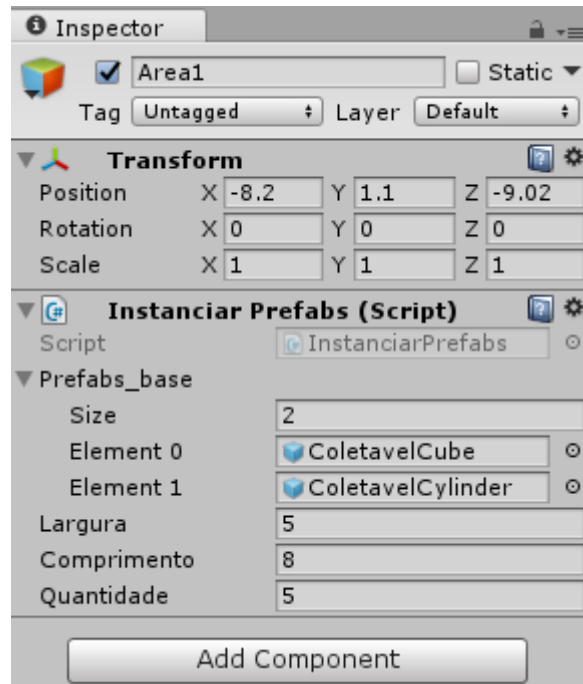 Inspector
Area1 Static
Tag Untagged Layer Default
Transform
Position X -8.2 Y 1.1 Z -9.02
Rotation X 0 Y 0 Z 0
Scale X 1 Y 1 Z 1
Instanciar Prefabs (Script)
Script InstanciarPrefabs
Prefabs_base
Size 2
Element 0 ColetavelCube
Element 1 ColetavelCylinder
Largura 5
Comprimento 8
Quantidade 5
Add Component